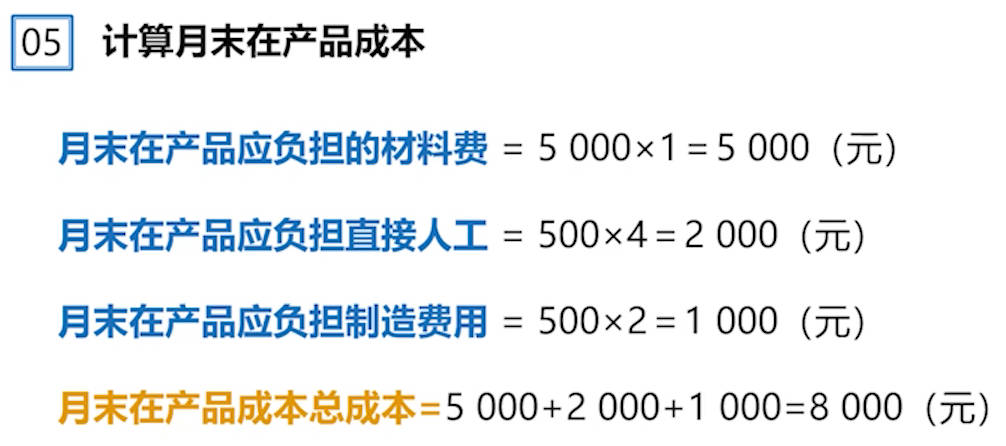 05 计算月末在产品成本
月末在产品应负担的材料费 = 5 000×1=5 000（元）
月末在产品应负担直接人工 = 500×4=2 000（元）
月末在产品应负担制造费用 = 500×2=1 000（元）
月末在产品成本总成本=5 000+2 000+1 000=8 000（元）